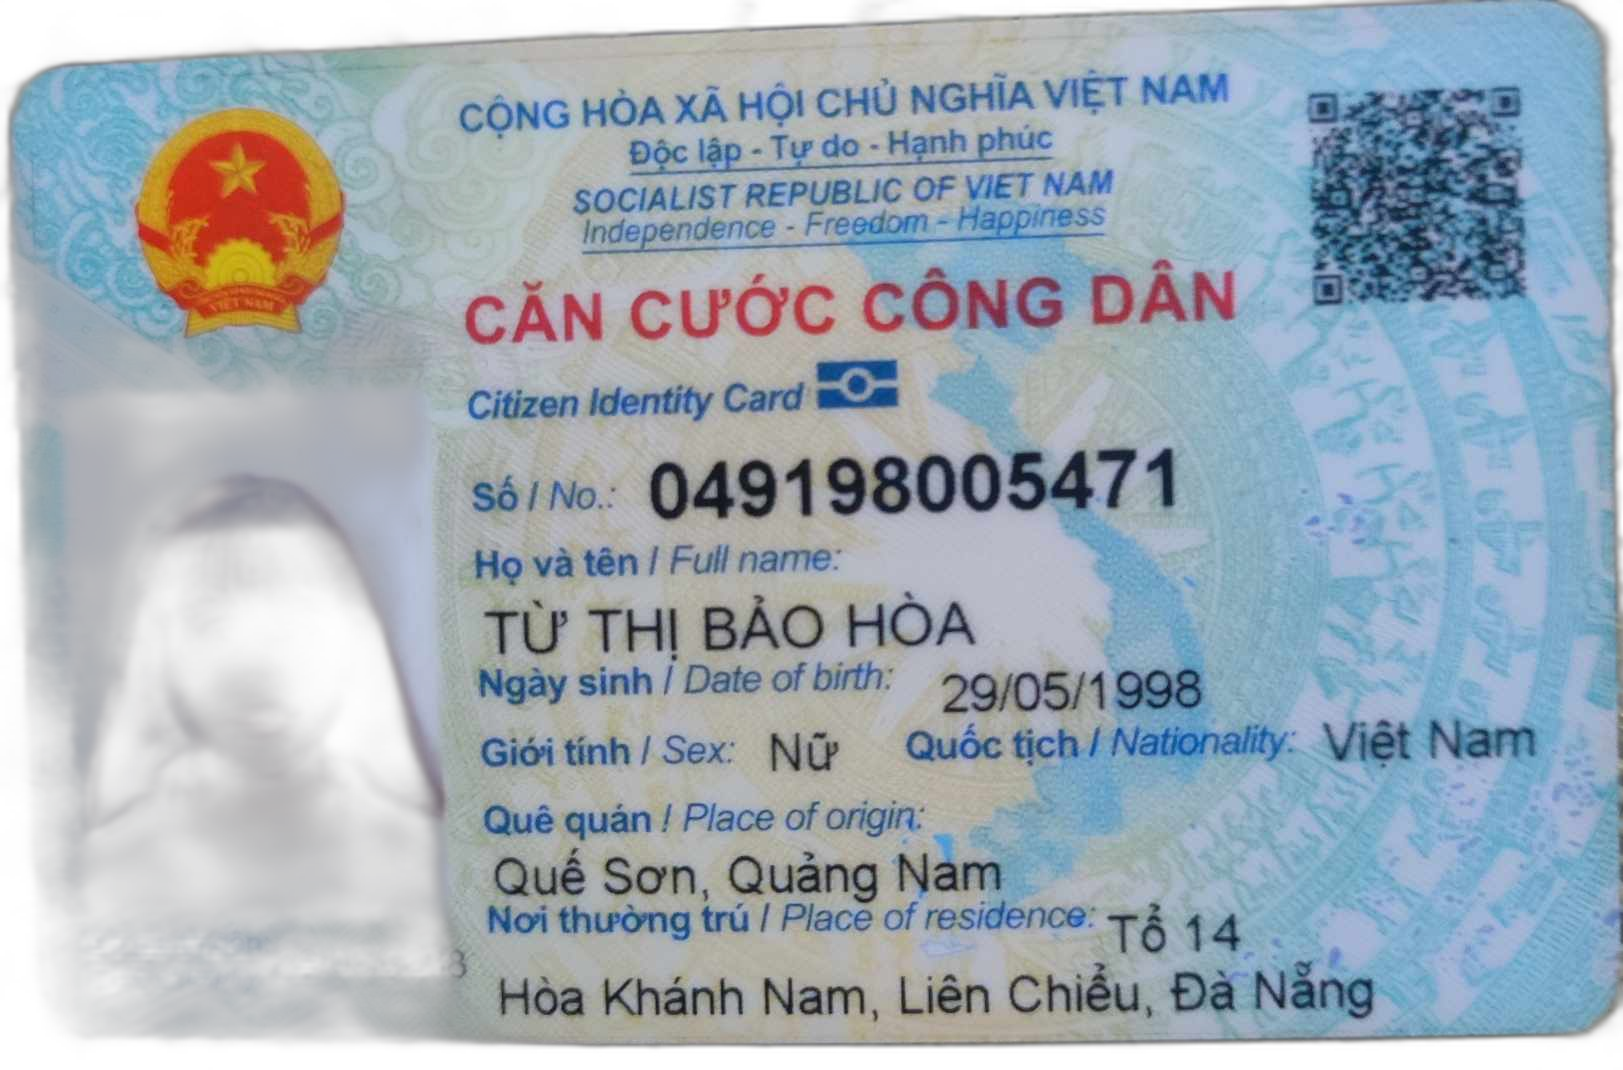 CỘNG HÒA XÃ HỘI CHỦ NGHĨA VIỆT NAM
Độc lập - Tự do - Hạnh phúc
SOCIALIST REPUBLIC OF VIET NAM
Independence - Freedom - Happiness
VIỆT NAM
CĂN CƯỚC CÔNG DÂN
Citizen Identity Card
Số / No.: 049198005471
Họ và tên / Full name:
TỪ THỊ BẢO HÒA
Ngày sinh / Date of birth: 29/05/1998
Giới tính / Sex: Nữ Quốc tịch / Nationality: Việt Nam
Quê quán / Place of origin:
Quế Sơn, Quảng Nam
Nơi thường trú / Place of residence: Tổ 14
Hòa Khánh Nam, Liên Chiểu, Đà Nẵng